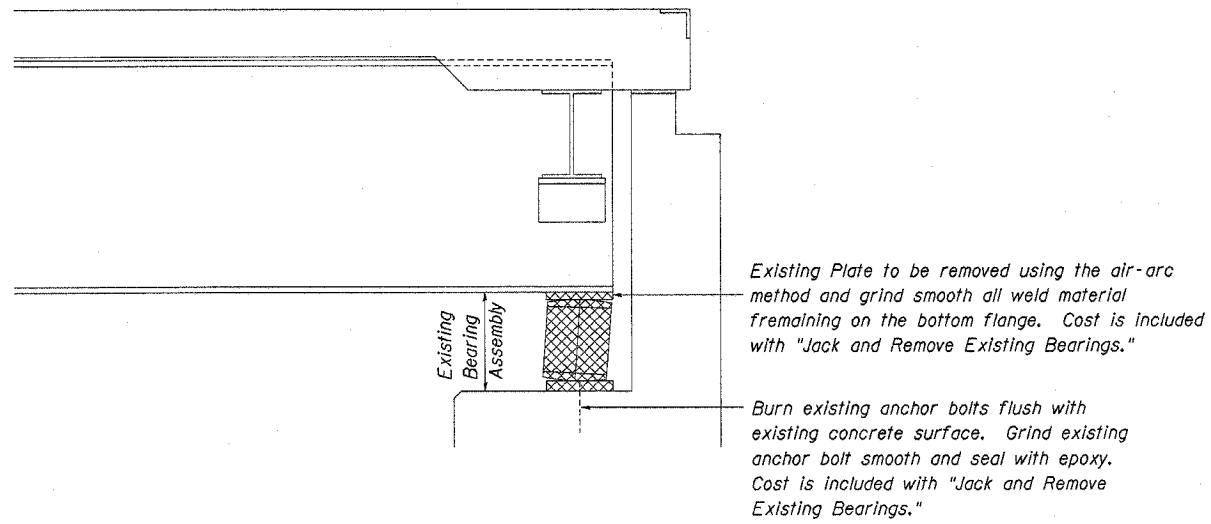 Existing Plate to be removed using the air-arc
method and grind smooth all weld material
fremaining on the bottom flange. Cost is included
with "Jack and Remove Existing Bearings."
Existing
Bearing
Assembly
Burn existing anchor bolts flush with
existing concrete surface. Grind existing
anchor bolt smooth and seal with epoxy.
Cost is included with "Jack and Remove
Existing Bearings."